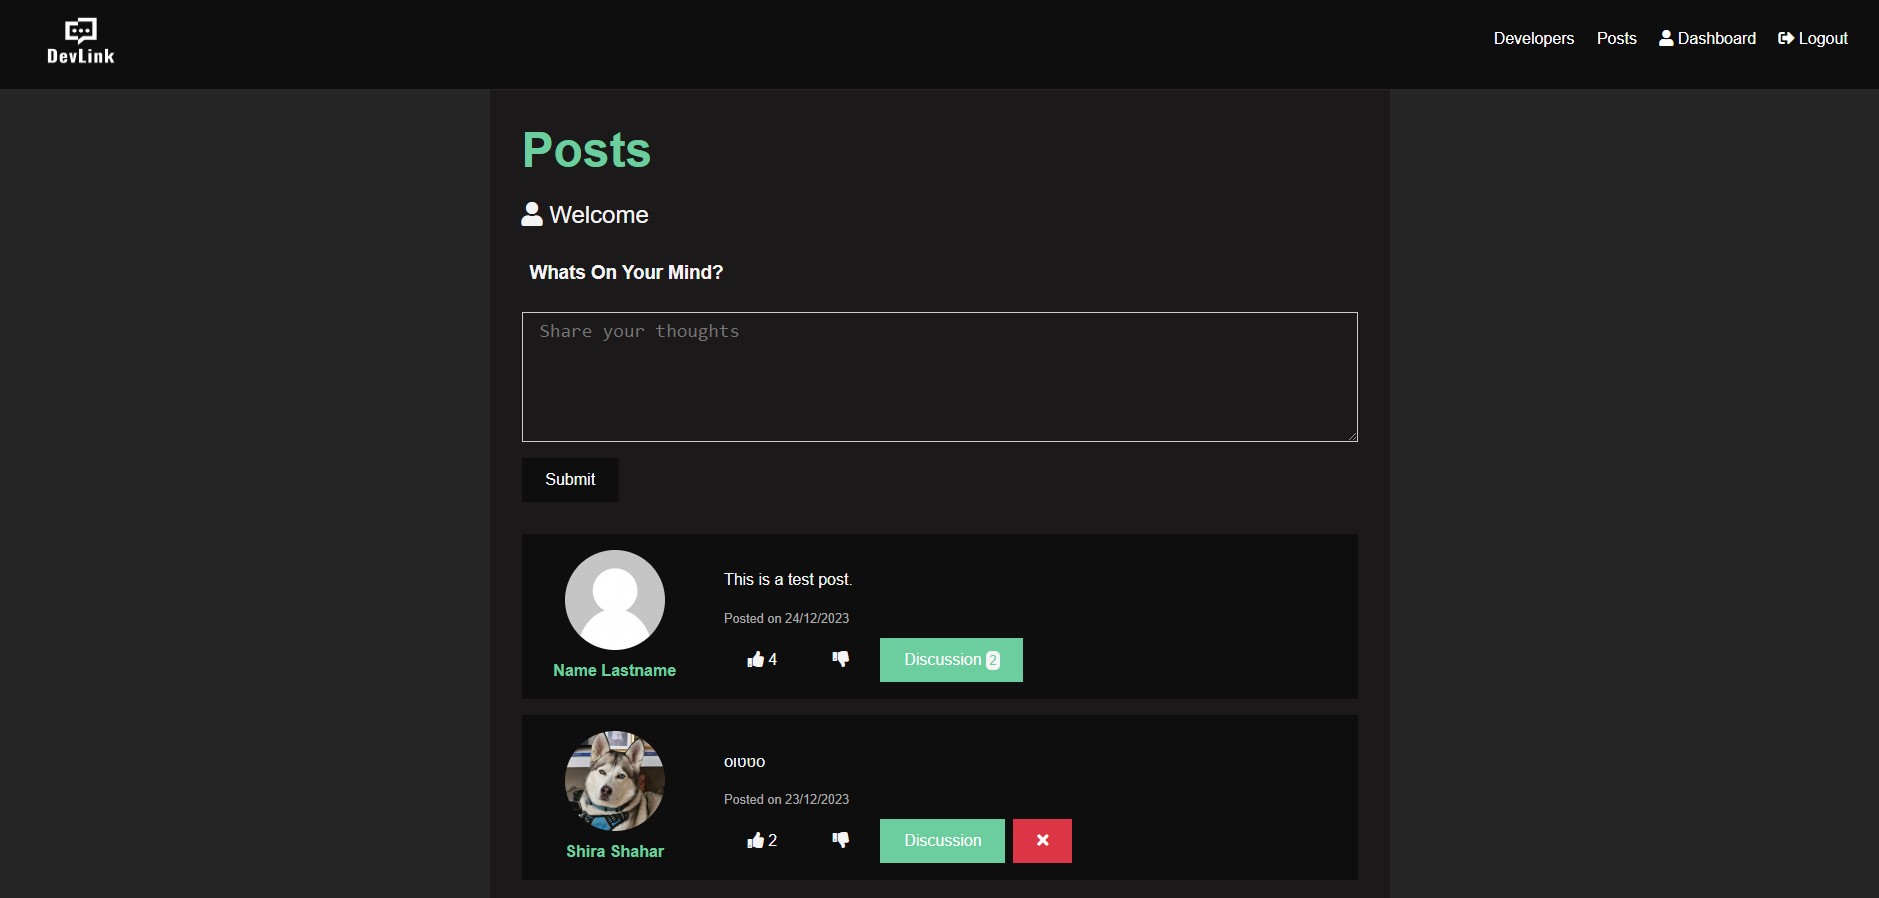 DevLink
Developers Posts Dashboard Logout
Posts
Welcome
Whats On Your Mind?
Share your thoughts
Submit
This is a test post.
Posted on 24/12/2023
4 Discussion 2
Name Lastname
Posted on 23/12/2023
2 Discussion
Shira Shahar